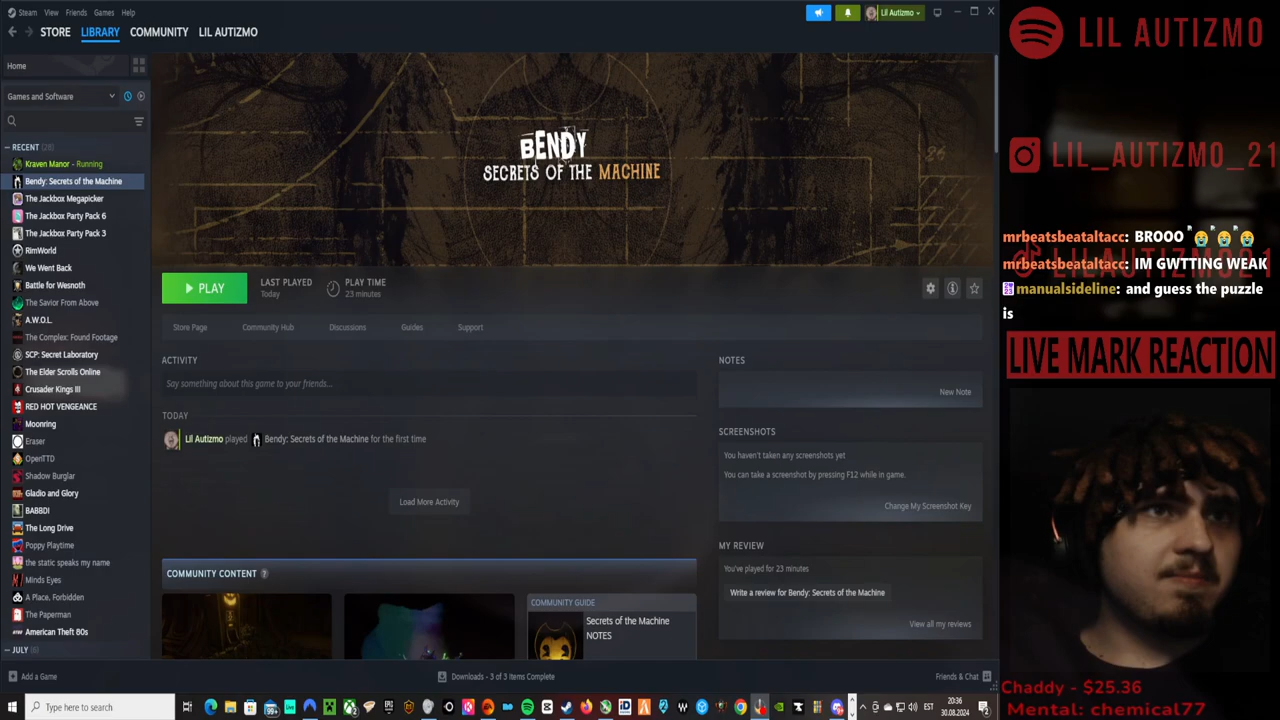 Steam View Friends Games Help
Lil Autizmo
STORE LIBRARY COMMUNITY LIL AUTIZMO
Home
Games and Software
RECENT (28)
Kraven Manor - Running
Bendy: Secrets of the Machine
The Jackbox Megapicker
The Jackbox Party Pack 6
The Jackbox Party Pack 3
RimWorld
We Went Back
Battle for Wesnoth
The Savior From Above
A.W.O.L.
The Complex: Found Footage
SCP: Secret Laboratory
The Elder Scrolls Online
Crusader Kings III
RED HOT VENGEANCE
Moonring
Eraser
OpenTTD
Shadow Burglar
Gladio and Glory
BABBDI
The Long Drive
Poppy Playtime
the static speaks my name
Minds Eyes
A Place, Forbidden
The Paperman
American Theft 80s
JULY (6)
Add a Game
BENDY
SECRETS OF THE MACHINE
PLAY
LAST PLAYED
Today
PLAY TIME
23 minutes
Store Page Community Hub Discussions Guides Support
ACTIVITY
Say something about this game to your friends...
TODAY
Lil Autizmo played Bendy: Secrets of the Machine for the first time
Load More Activity
COMMUNITY CONTENT ?
COMMUNITY GUIDE
Secrets of the Machine
NOTES
NOTES
New Note
SCREENSHOTS
You haven't taken any screenshots yet
You can take a screenshot by pressing F12 while in game.
Change My Screenshot Key
MY REVIEW
You've played for 23 minutes
Write a review for Bendy: Secrets of the Machine
View all my reviews
Downloads - 3 of 3 Items Complete
Friends & Chat
Type here to search
99+
20:36
30.08.2024
LIL AUTIZMO
LIL_AUTIZMO_21
LILAUTIZMO21
mrbeatsbeataltacc: BROOO 😭 😭 😭
mrbeatsbeataltacc: IM GWTTING WEAK
manualsideline: and guess the puzzle
is
LIVE MARK REACTION
Chaddy - $25.36
Mental: chemical77